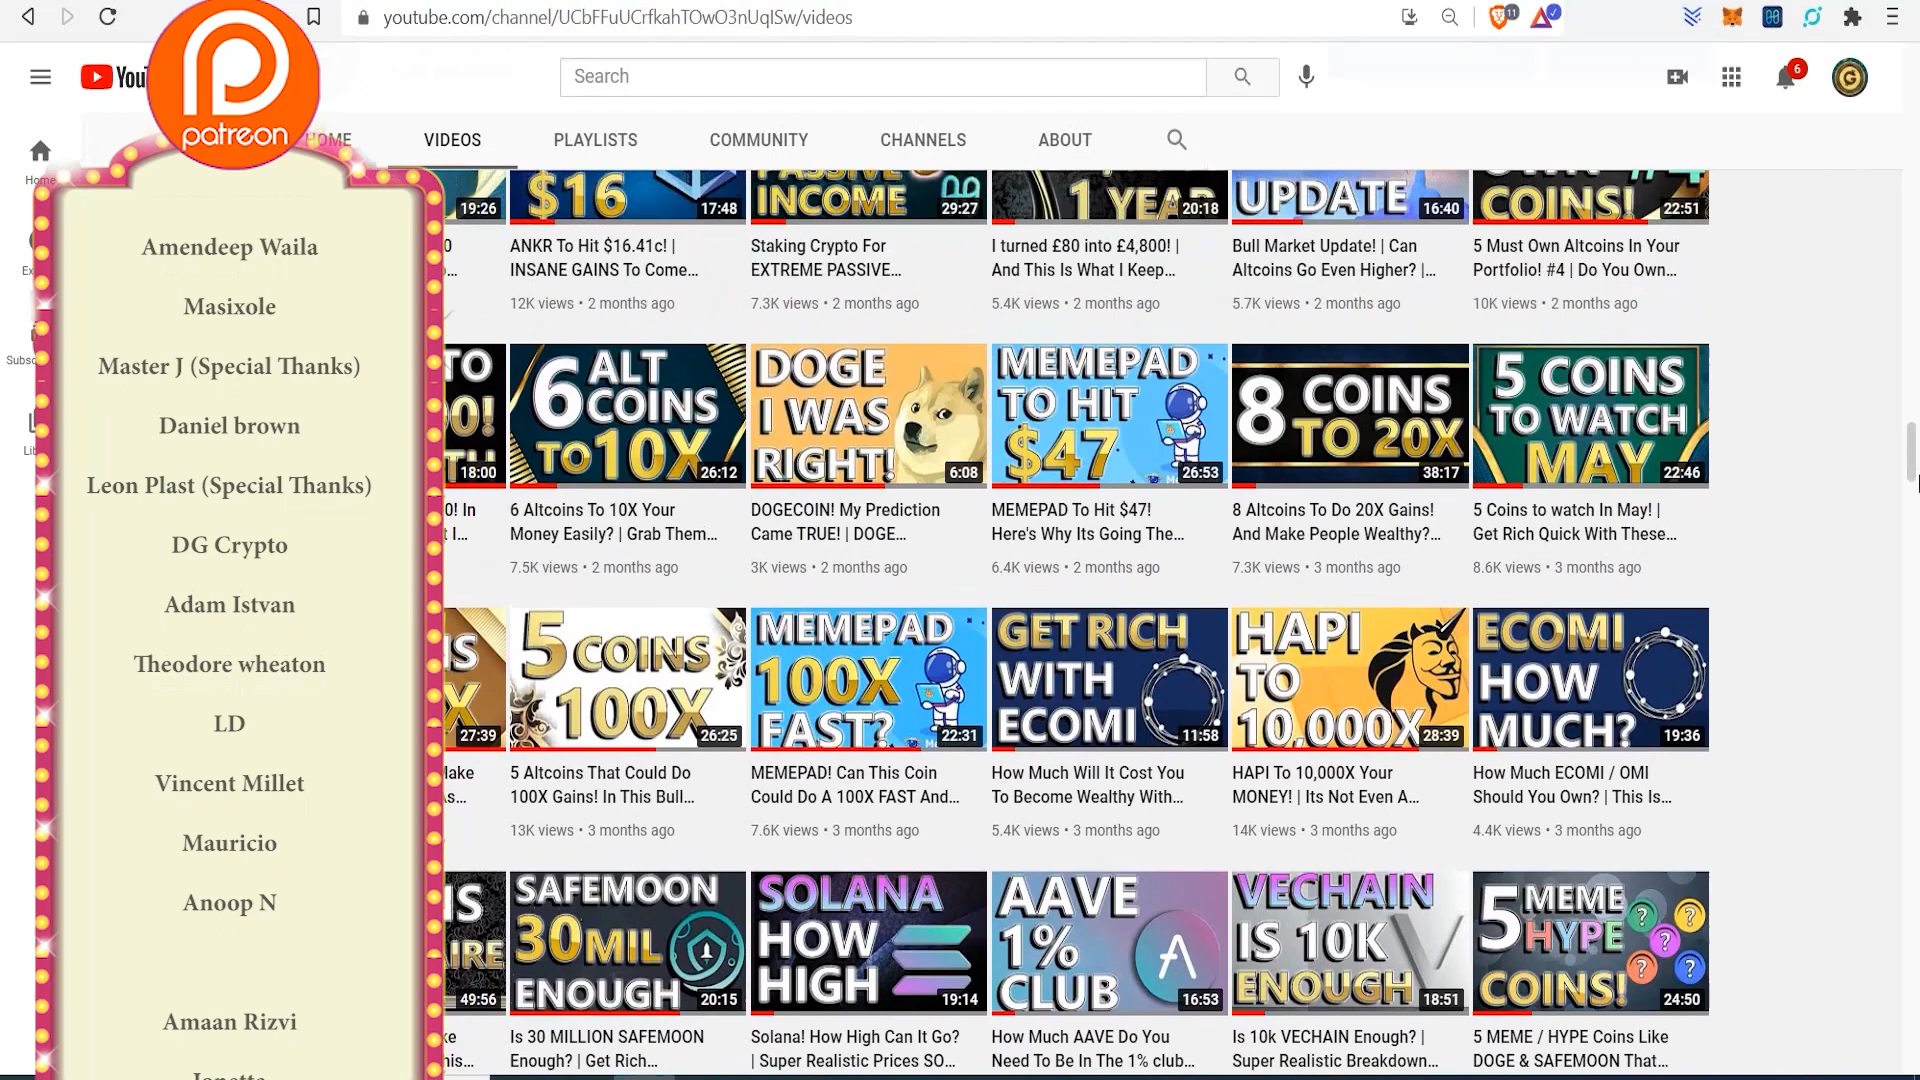 youtube.com/channel/UCbFFuUCrfkahTOwO3nUqISw/videos
11
YouT
Search
6
patreon
HOME
VIDEOS
PLAYLISTS
COMMUNITY
CHANNELS
ABOUT
Home
Subsc
Amendeep Waila
Masixole
Master J (Special Thanks)
Daniel brown
Leon Plast (Special Thanks)
DG Crypto
Adam Istvan
Theodore wheaton
LD
Vincent Millet
Mauricio
Anoop N
Amaan Rizvi
19:26
$16
17:48
PASSIVE
INCOME
29:27
1 YEAR
20:18
UPDATE
16:40
OWN #4
COINS!
22:51
ANKR To Hit $16.41c! |
INSANE GAINS To Come...
12K views • 2 months ago
Staking Crypto For
EXTREME PASSIVE...
7.3K views • 2 months ago
I turned £80 into £4,800! |
And This Is What I Keep...
5.4K views • 2 months ago
Bull Market Update! | Can
Altcoins Go Even Higher? |...
5.7K views • 2 months ago
5 Must Own Altcoins In Your
Portfolio! #4 | Do You Own...
10K views • 2 months ago
TO
18:00
6 ALT
COINS
TO 10X
26:12
DOGE
I WAS
RIGHT!
6:08
MEMEPAD
TO HIT
$47
26:53
8 COINS
TO 20X
38:17
5 COINS
TO WATCH
MAY
22:46
0! In
t I...
6 Altcoins To 10X Your
Money Easily? | Grab Them...
7.5K views • 2 months ago
DOGECOIN! My Prediction
Came TRUE! | DOGE...
3K views • 2 months ago
MEMEPAD To Hit $47!
Here's Why Its Going The...
6.4K views • 2 months ago
8 Altcoins To Do 20X Gains!
And Make People Wealthy?...
7.3K views • 3 months ago
5 Coins to watch In May! |
Get Rich Quick With These...
8.6K views • 3 months ago
27:39
5 COINS
100X
26:25
MEMEPAD
100X
FAST?
22:31
GET RICH
WITH
ECOMI
11:58
HAPI
TO
10,000X
28:39
ECOMI
HOW
MUCH?
19:36
5 Altcoins That Could Do
100X Gains! In This Bull...
13K views • 3 months ago
MEMEPAD! Can This Coin
Could Do A 100X FAST And...
7.6K views • 3 months ago
How Much Will It Cost You
To Become Wealthy With...
5.4K views • 3 months ago
HAPI To 10,000X Your
MONEY! | Its Not Even A...
14K views • 3 months ago
How Much ECOMI / OMI
Should You Own? | This Is...
4.4K views • 3 months ago
49:56
SAFEMOON
30MIL
ENOUGH
20:15
SOLANA
HOW
HIGH
19:14
AAVE
1%
CLUB
16:53
VECHAIN
IS 10K
ENOUGH
18:51
5 MEME
HYPE
COINS!
24:50
Is 30 MILLION SAFEMOON
Enough? | Get Rich...
Solana! How High Can It Go?
| Super Realistic Prices SO...
How Much AAVE Do You
Need To Be In The 1% club...
Is 10k VECHAIN Enough? |
Super Realistic Breakdown...
5 MEME / HYPE Coins Like
DOGE & SAFEMOON That...